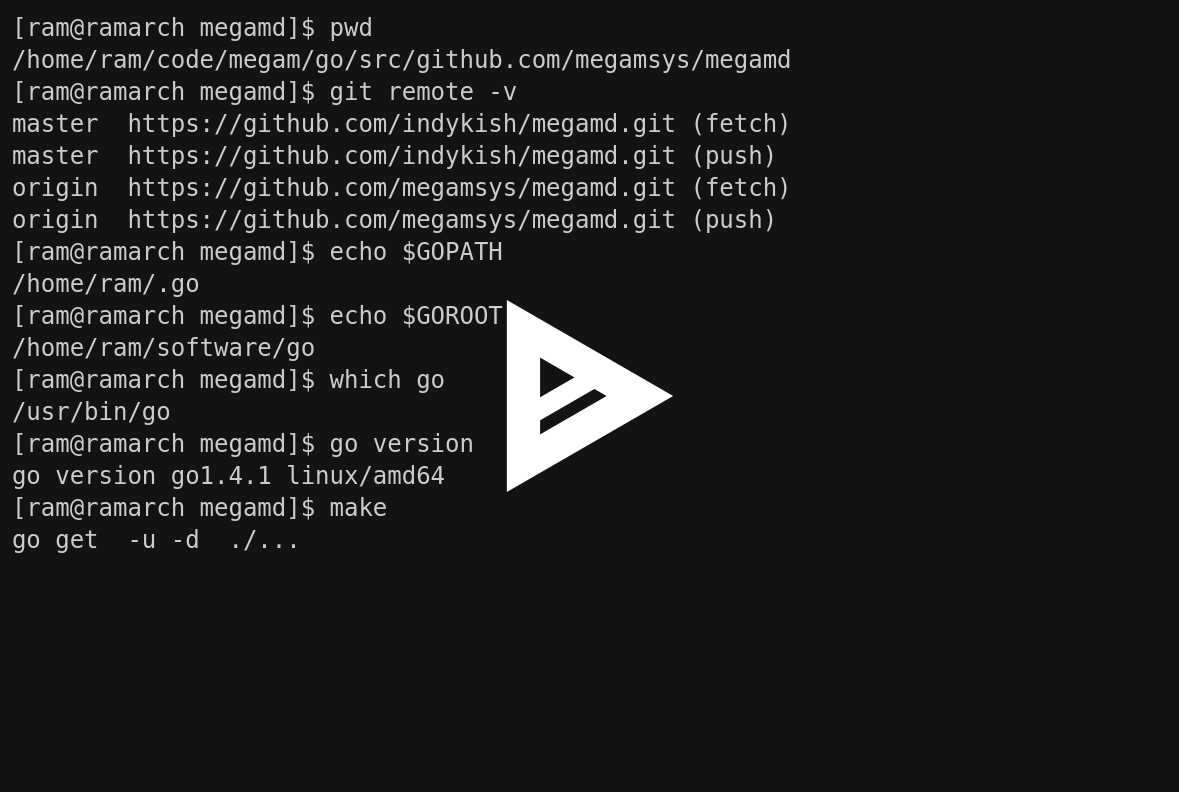 [ram@ramarch megamd]$ pwd
/home/ram/code/megam/go/src/github.com/megamsys/megamd
[ram@ramarch megamd]$ git remote -v
master  https://github.com/indykish/megamd.git (fetch)
master  https://github.com/indykish/megamd.git (push)
origin  https://github.com/megamsys/megamd.git (fetch)
origin  https://github.com/megamsys/megamd.git (push)
[ram@ramarch megamd]$ echo $GOPATH
/home/ram/.go
[ram@ramarch megamd]$ echo $GOROOT
/home/ram/software/go
[ram@ramarch megamd]$ which go
/usr/bin/go
[ram@ramarch megamd]$ go version
go version go1.4.1 linux/amd64
[ram@ramarch megamd]$ make
go get  -u -d  ./...